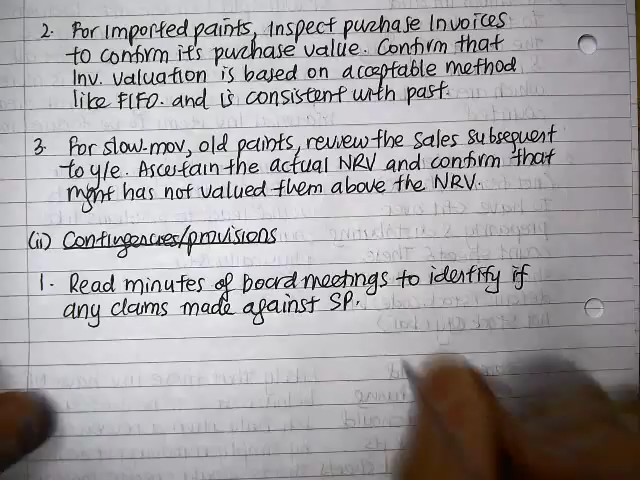 2. For imported paints, inspect purchase invoices
to confirm its purchase value. Confirm that
Inv. valuation is based on acceptable method
like FIFO. and is consistent with past.
3. For slow-mov, old paints, review the sales subsequent
to y/e. Ascertain the actual NRV and confirm that
mgnt has not valued them above the NRV.
(ii) Contingencies/provisions
1. Read minutes of board meetings to identify if
any claims made against SP.